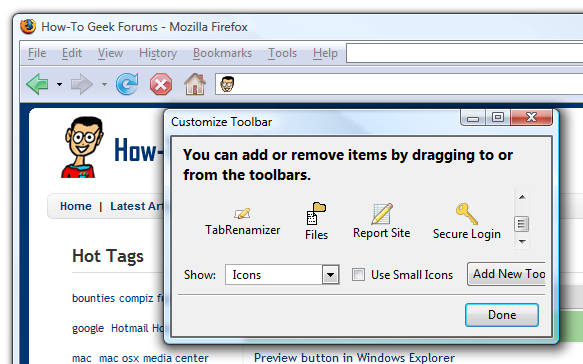 How-To Geek Forums - Mozilla Firefox
File Edit View History Bookmarks Tools Help
Customize Toolbar
How-
You can add or remove items by dragging to or
from the toolbars.
Home | Latest Art
TabRenamizer Files Report Site Secure Login
Hot Tags
Show: Icons Use Small Icons Add New Too
bounties compiz
Done
google Hotmail
mac mac osx media center
Preview button in Windows Explorer